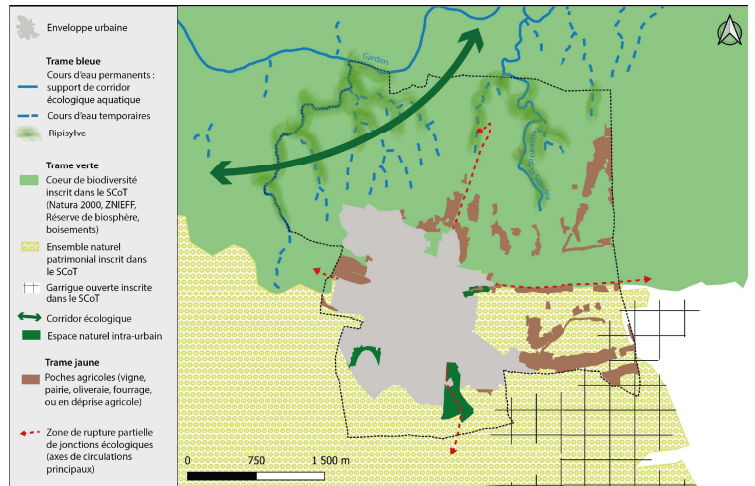 Enveloppe urbaine
Trame bleue
Cours d'eau permanents :
support de corridor
écologique aquatique
Cours d'eau temporaires
Ripisylve
Trame verte
Coeur de biodiversité
inscrit dans le SCoT
(Natura 2000, ZNIEFF,
Réserve de biosphère,
boisements)
Ensemble naturel
patrimonial inscrit dans
le SCoT
Garrigue ouverte inscrite
dans le SCoT
Corridor écologique
Espace naturel intra-urbain
Trame jaune
Poches agricoles (vigne,
pairie, oliveraie, fourrage,
ou en déprise agricole)
Zone de rupture partielle
de jonctions écologiques
(axes de circulations
principaux)
Gardon
0 750 1 500 m